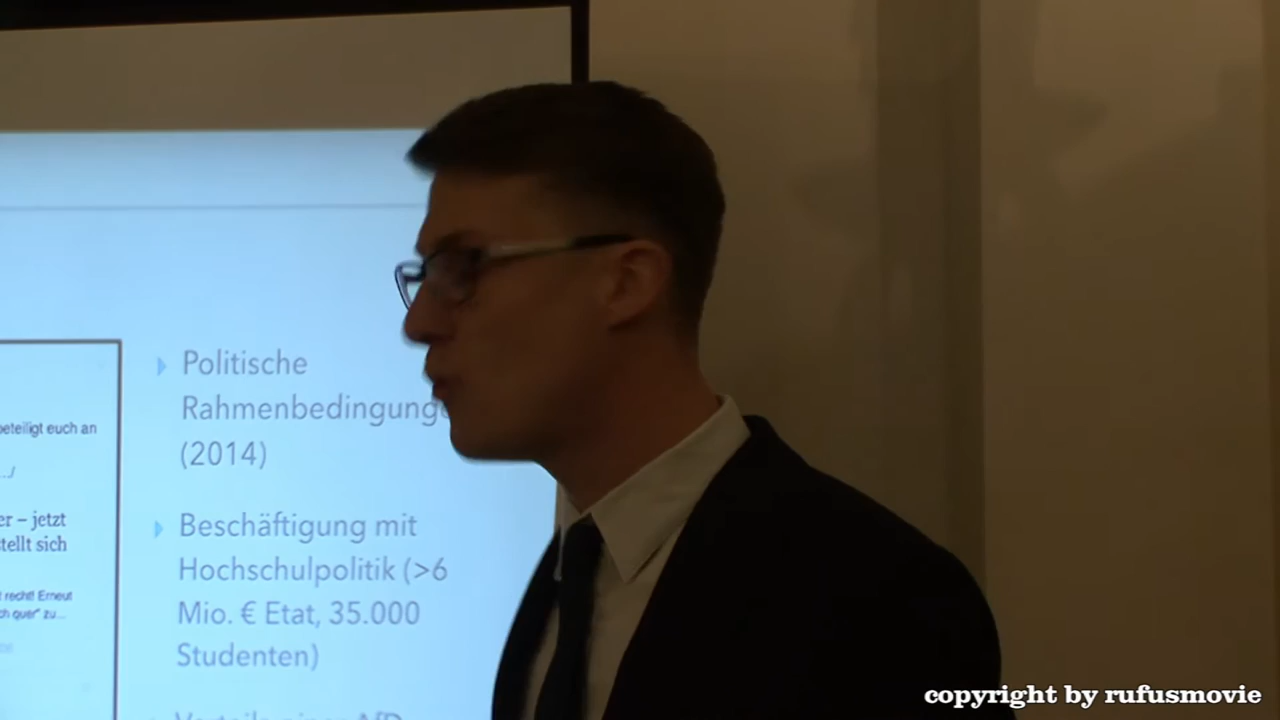 Politische
Rahmenbedingunge
(2014)
beteiligt euch an
.../
er – jetzt
tellt sich
Beschäftigung mit
Hochschulpolitik (>6
Mio. € Etat, 35.000
Studenten)
recht! Erneut
ch quer" zu...
copyright by rufusmovie